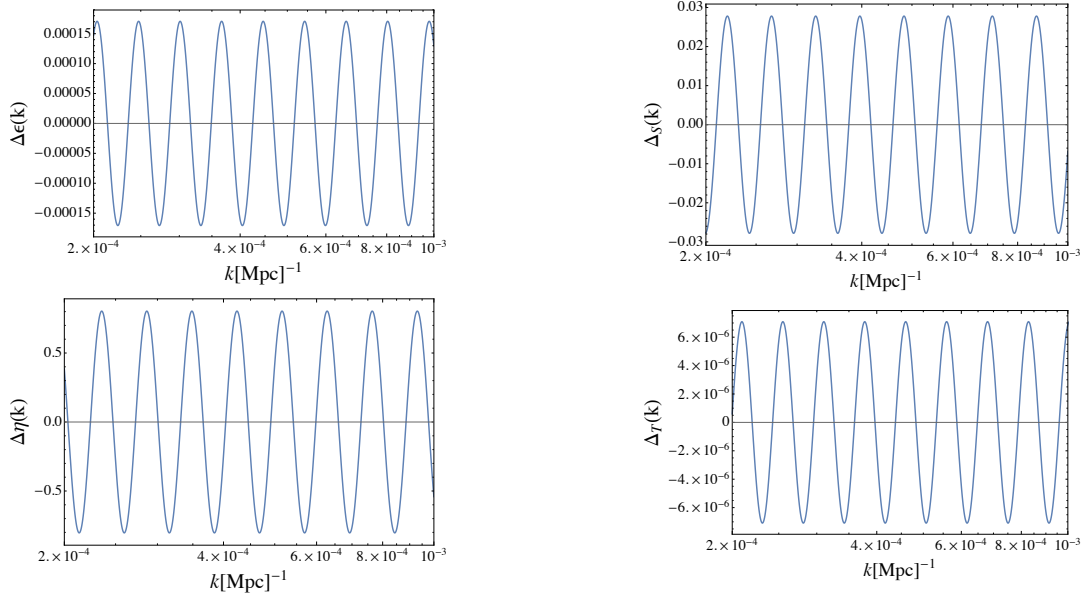 0.00015
0.00010
0.00005
0.00000
−0.00005
−0.00010
−0.00015
Δϵ(k)
2.×10⁻⁴ 4.×10⁻⁴ 6.×10⁻⁴ 8.×10⁻⁴ 10⁻³
k[Mpc]⁻¹
0.03
0.02
0.01
0.00
−0.01
−0.02
−0.03
Δ_S(k)
2.×10⁻⁴ 4.×10⁻⁴ 6.×10⁻⁴ 8.×10⁻⁴ 10⁻³
k[Mpc]⁻¹
0.5
0.0
−0.5
Δη(k)
2.×10⁻⁴ 4.×10⁻⁴ 6.×10⁻⁴ 8.×10⁻⁴ 10⁻³
k[Mpc]⁻¹
6.×10⁻⁶
4.×10⁻⁶
2.×10⁻⁶
0
−2.×10⁻⁶
−4.×10⁻⁶
−6.×10⁻⁶
Δ_T(k)
2.×10⁻⁴ 4.×10⁻⁴ 6.×10⁻⁴ 8.×10⁻⁴ 10⁻³
k[Mpc]⁻¹